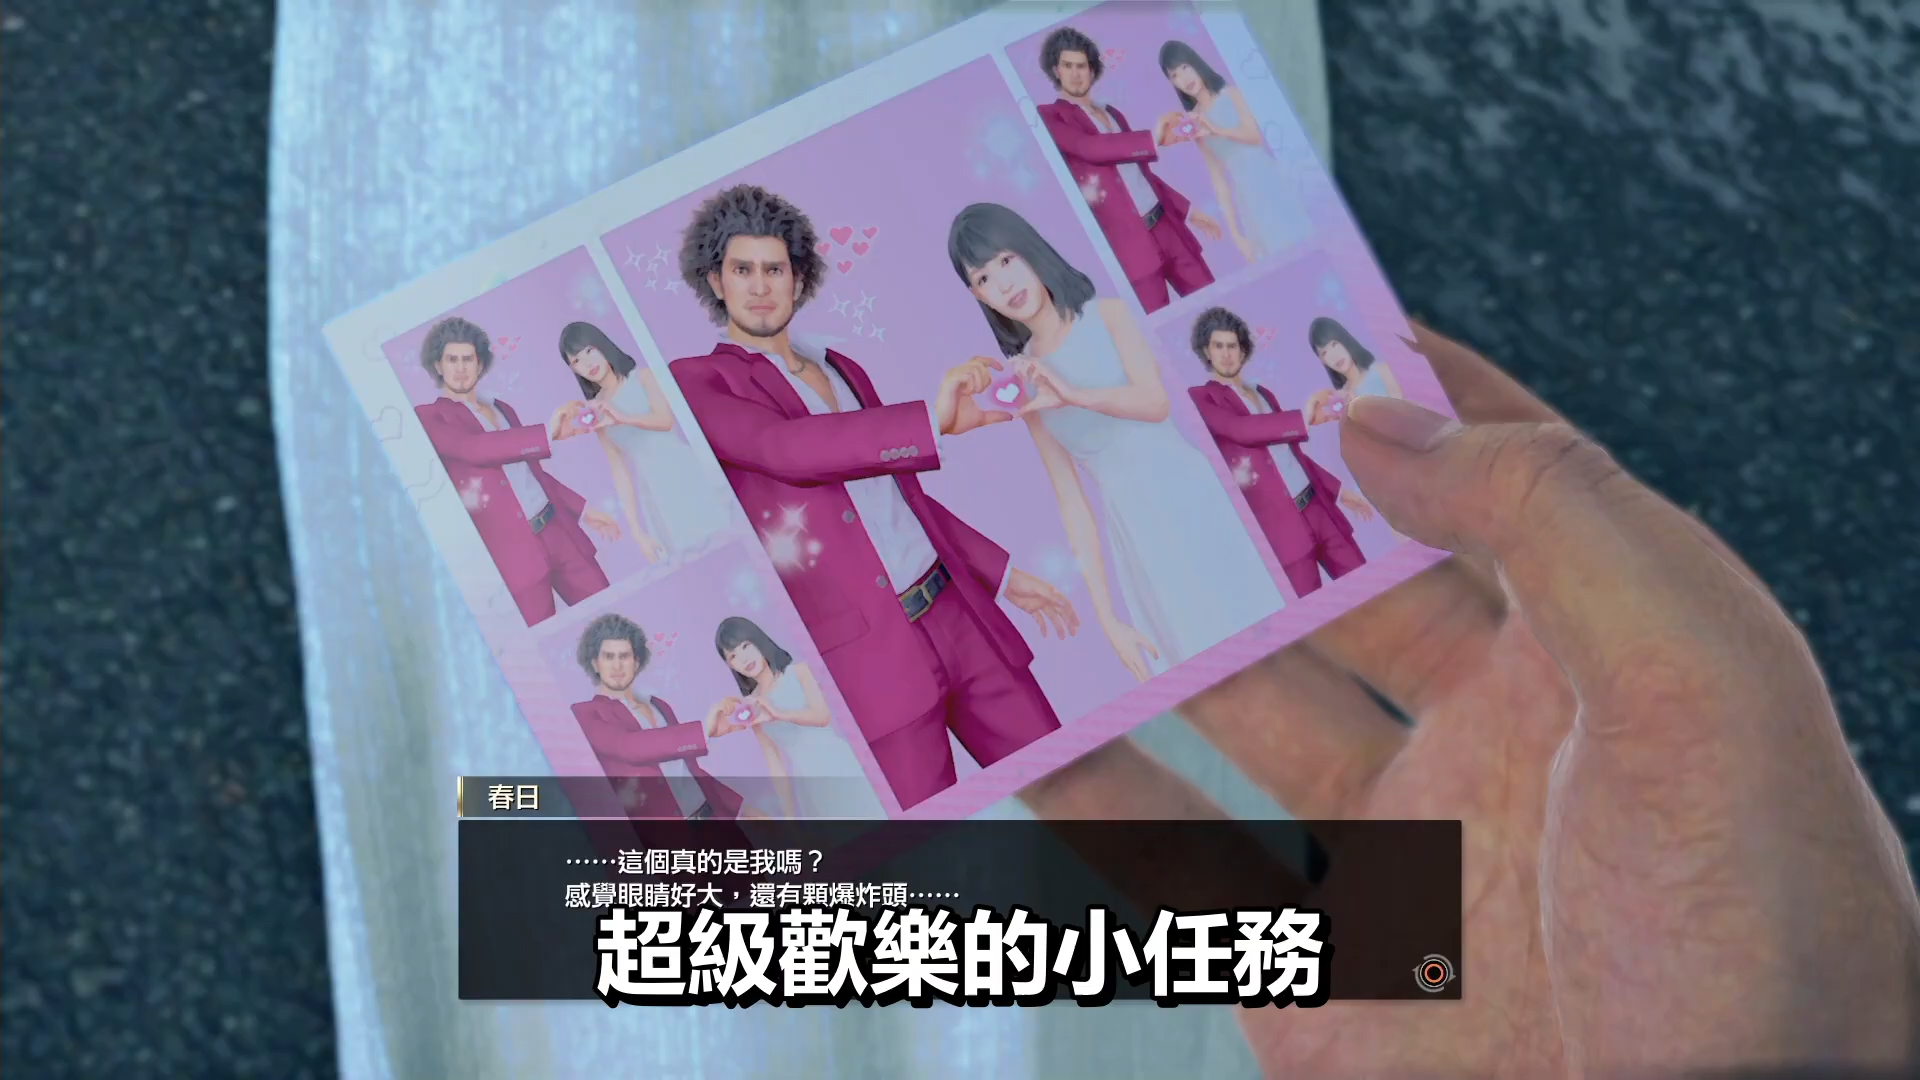 春日
⋯⋯這個真的是我嗎？
感覺眼睛好大，還有顆爆炸頭⋯⋯
超級歡樂的小任務